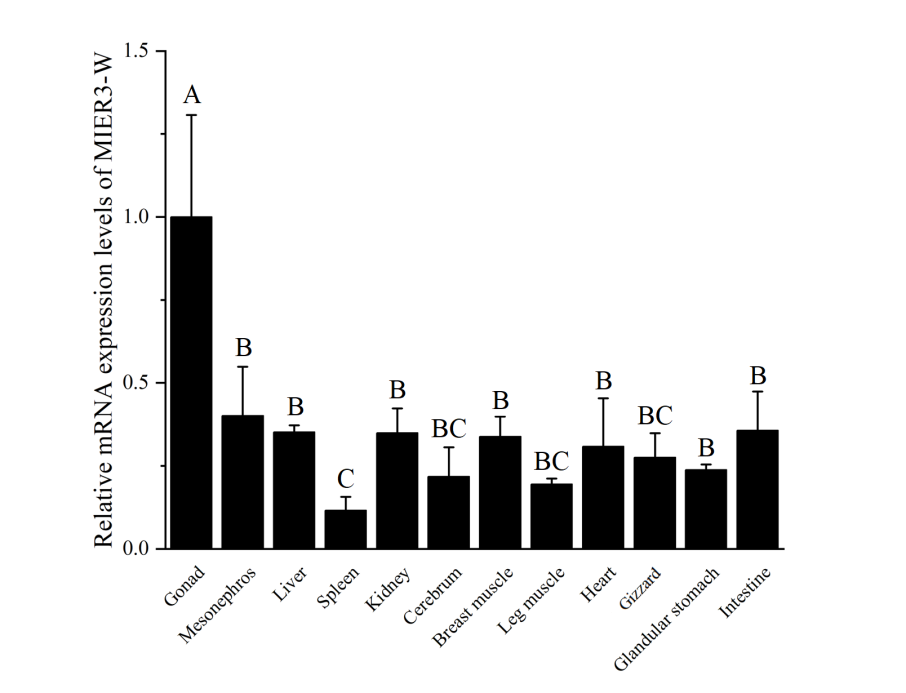 Relative mRNA expression levels of MIER3-W
1.5
1.0
0.5
0.0
A
B
B
C
B
BC
B
BC
B
BC
B
B
Gonad
Mesonephros
Liver
Spleen
Kidney
Cerebrum
Breast muscle
Leg muscle
Heart
Gizzard
Glandular stomach
Intestine